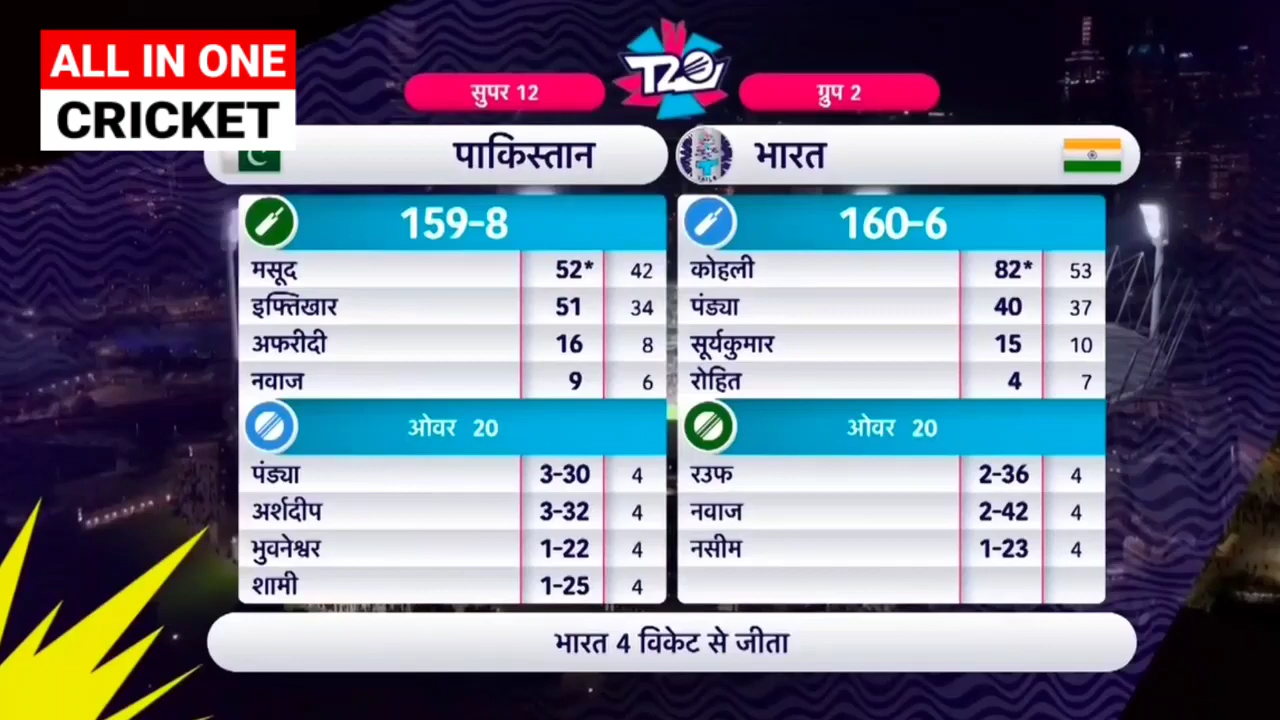 ALL IN ONE
CRICKET
T20
सुपर 12
ग्रुप 2
पाकिस्तान
भारत
159-8
मसूद 52* 42
इफ्तिखार 51 34
अफरीदी 16 8
नवाज 9 6
ओवर 20
पंड्या 3-30 4
अर्शदीप 3-32 4
भुवनेश्वर 1-22 4
शामी 1-25 4
160-6
कोहली 82* 53
पंड्या 40 37
सूर्यकुमार 15 10
रोहित 4 7
ओवर 20
रउफ 2-36 4
नवाज 2-42 4
नसीम 1-23 4
भारत 4 विकेट से जीता